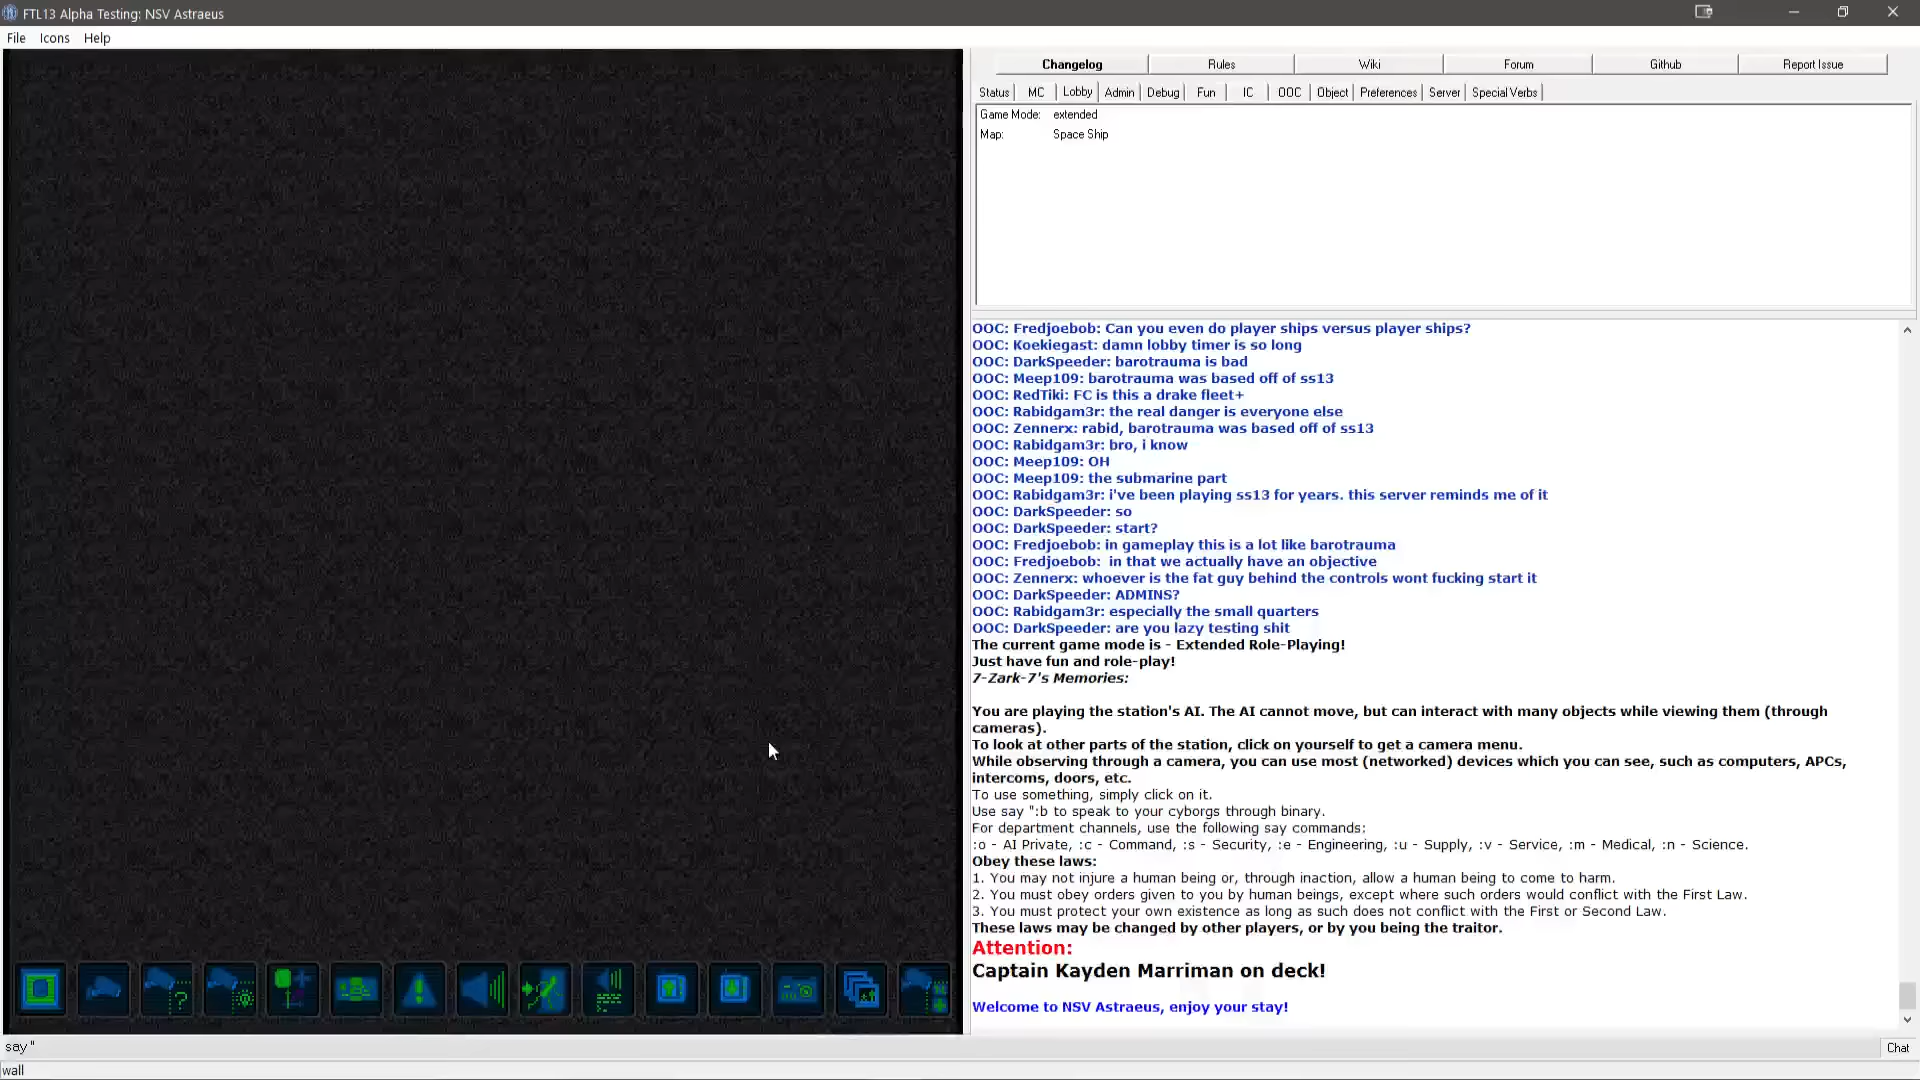 FTL13 Alpha Testing: NSV Astraeus
File Icons Help
Changelog Rules Wiki Forum Github Report Issue
Status MC Lobby Admin Debug Fun IC OOC Object Preferences Server Special Verbs
Game Mode: extended
Map: Space Ship
OOC: Fredjoebob: Can you even do player ships versus player ships?
OOC: Koekiegast: damn lobby timer is so long
OOC: DarkSpeeder: barotrauma is bad
OOC: Meep109: barotrauma was based off of ss13
OOC: RedTiki: FC is this a drake fleet+
OOC: Rabidgam3r: the real danger is everyone else
OOC: Zennerx: rabid, barotrauma was based off of ss13
OOC: Rabidgam3r: bro, i know
OOC: Meep109: OH
OOC: Meep109: the submarine part
OOC: Rabidgam3r: i've been playing ss13 for years. this server reminds me of it
OOC: DarkSpeeder: so
OOC: DarkSpeeder: start?
OOC: Fredjoebob: in gameplay this is a lot like barotrauma
OOC: Fredjoebob:  in that we actually have an objective
OOC: Zennerx: whoever is the fat guy behind the controls wont fucking start it
OOC: DarkSpeeder: ADMINS?
OOC: Rabidgam3r: especially the small quarters
OOC: DarkSpeeder: are you lazy testing shit
The current game mode is - Extended Role-Playing!
Just have fun and role-play!
7-Zark-7's Memories:
You are playing the station's AI. The AI cannot move, but can interact with many objects while viewing them (through
cameras).
To look at other parts of the station, click on yourself to get a camera menu.
While observing through a camera, you can use most (networked) devices which you can see, such as computers, APCs,
intercoms, doors, etc.
To use something, simply click on it.
Use say ":b to speak to your cyborgs through binary.
For department channels, use the following say commands:
:o - AI Private, :c - Command, :s - Security, :e - Engineering, :u - Supply, :v - Service, :m - Medical, :n - Science.
Obey these laws:
1. You may not injure a human being or, through inaction, allow a human being to come to harm.
2. You must obey orders given to you by human beings, except where such orders would conflict with the First Law.
3. You must protect your own existence as long as such does not conflict with the First or Second Law.
These laws may be changed by other players, or by you being the traitor.
Attention:
Captain Kayden Marriman on deck!
Welcome to NSV Astraeus, enjoy your stay!
say "
Chat
wall